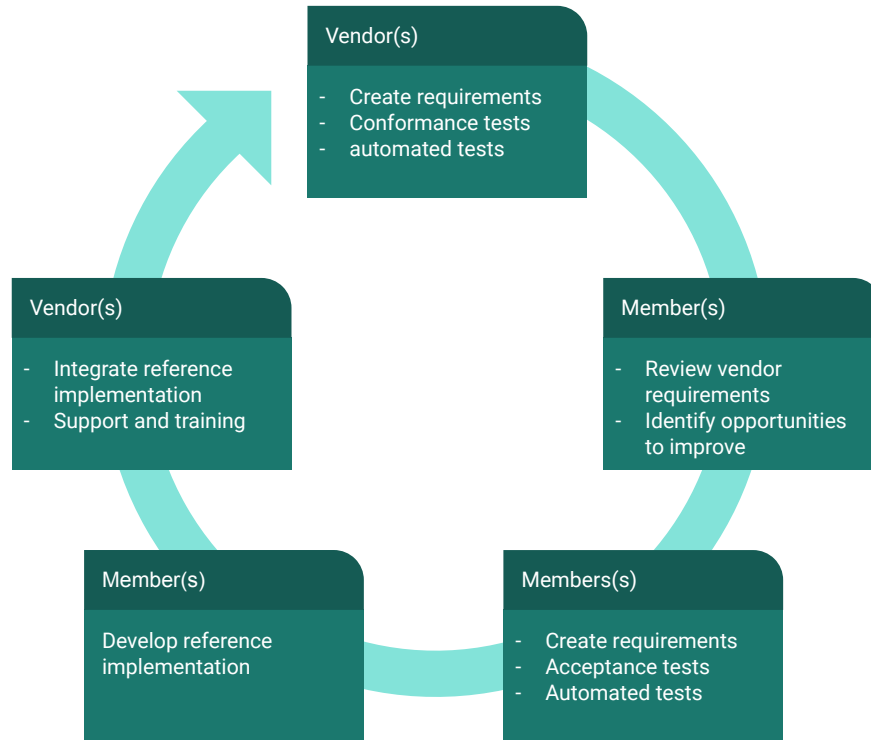 Vendor(s)
- Create requirements
- Conformance tests
- automated tests
Member(s)
- Review vendor
requirements
- Identify opportunities
to improve
Members(s)
- Create requirements
- Acceptance tests
- Automated tests
Member(s)
Develop reference
implementation
Vendor(s)
- Integrate reference
implementation
- Support and training